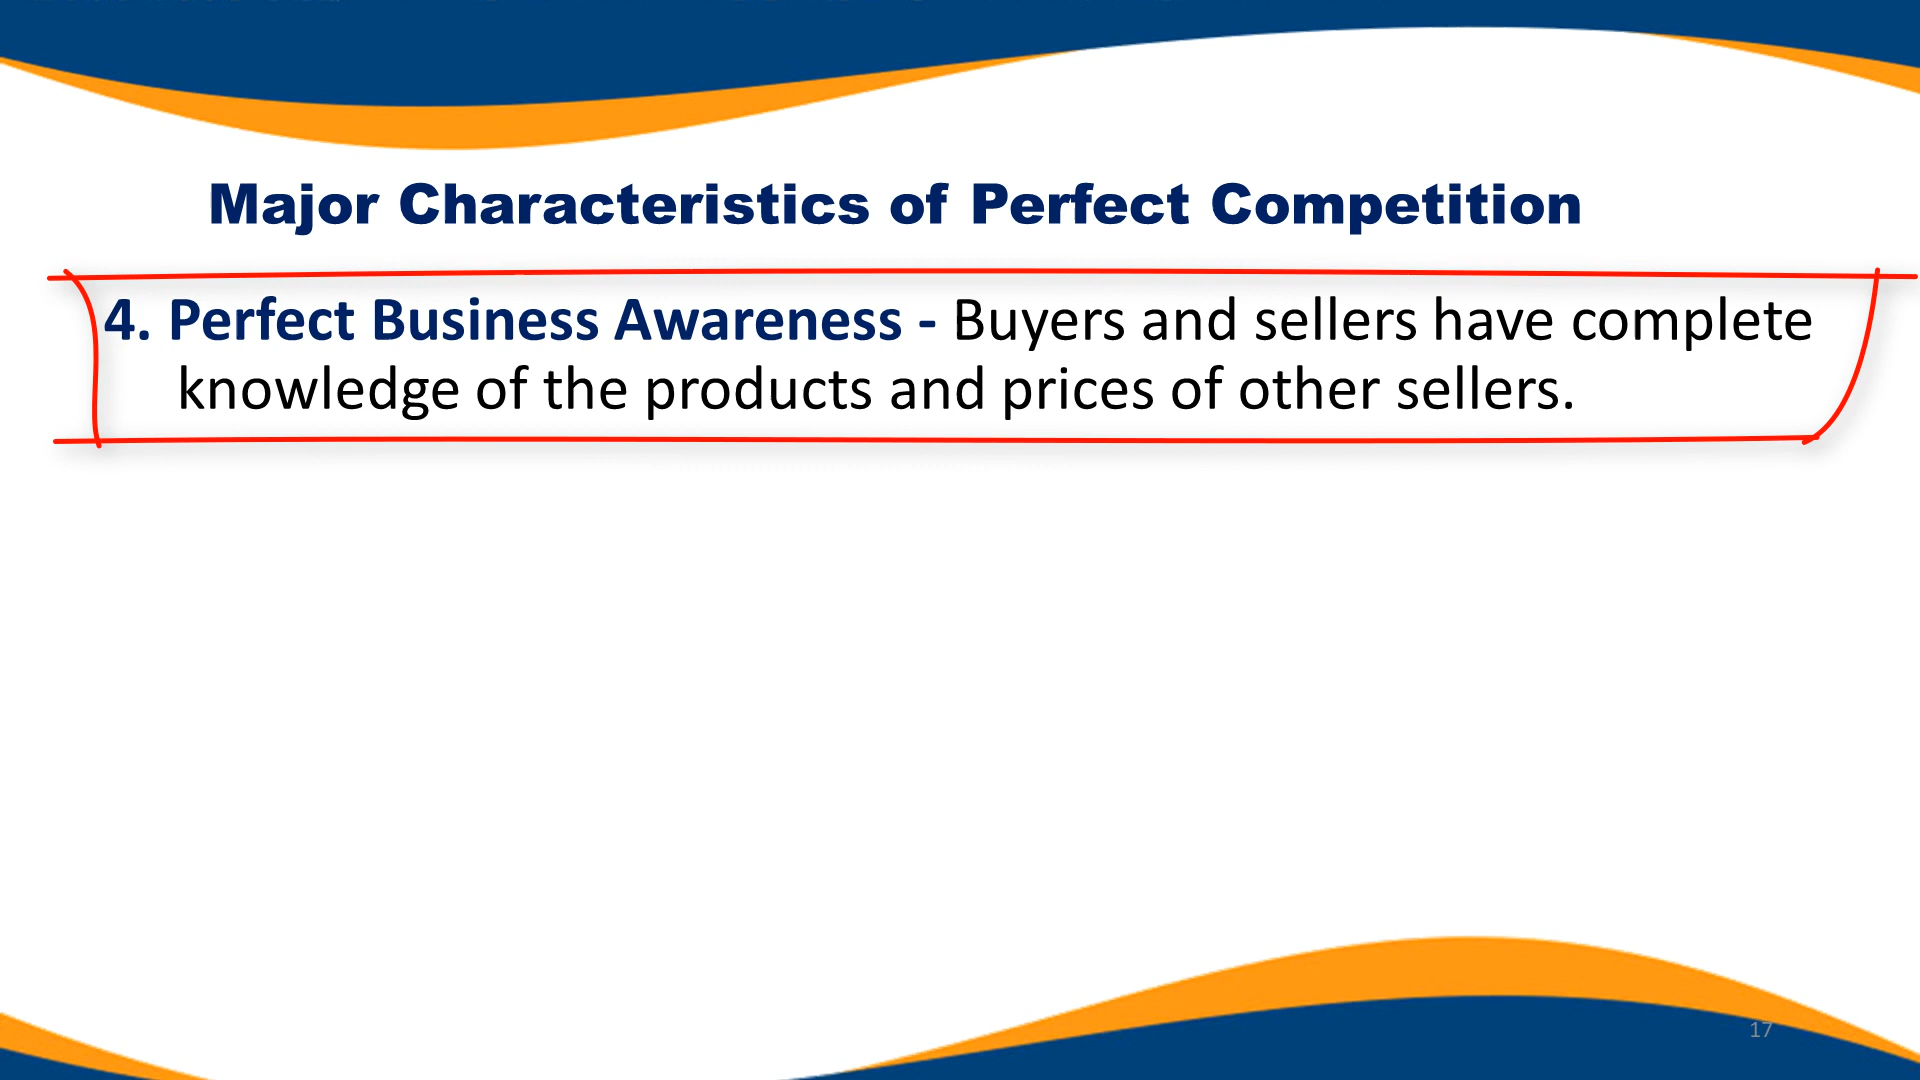 Major Characteristics of Perfect Competition
4. Perfect Business Awareness - Buyers and sellers have complete
knowledge of the products and prices of other sellers.
17